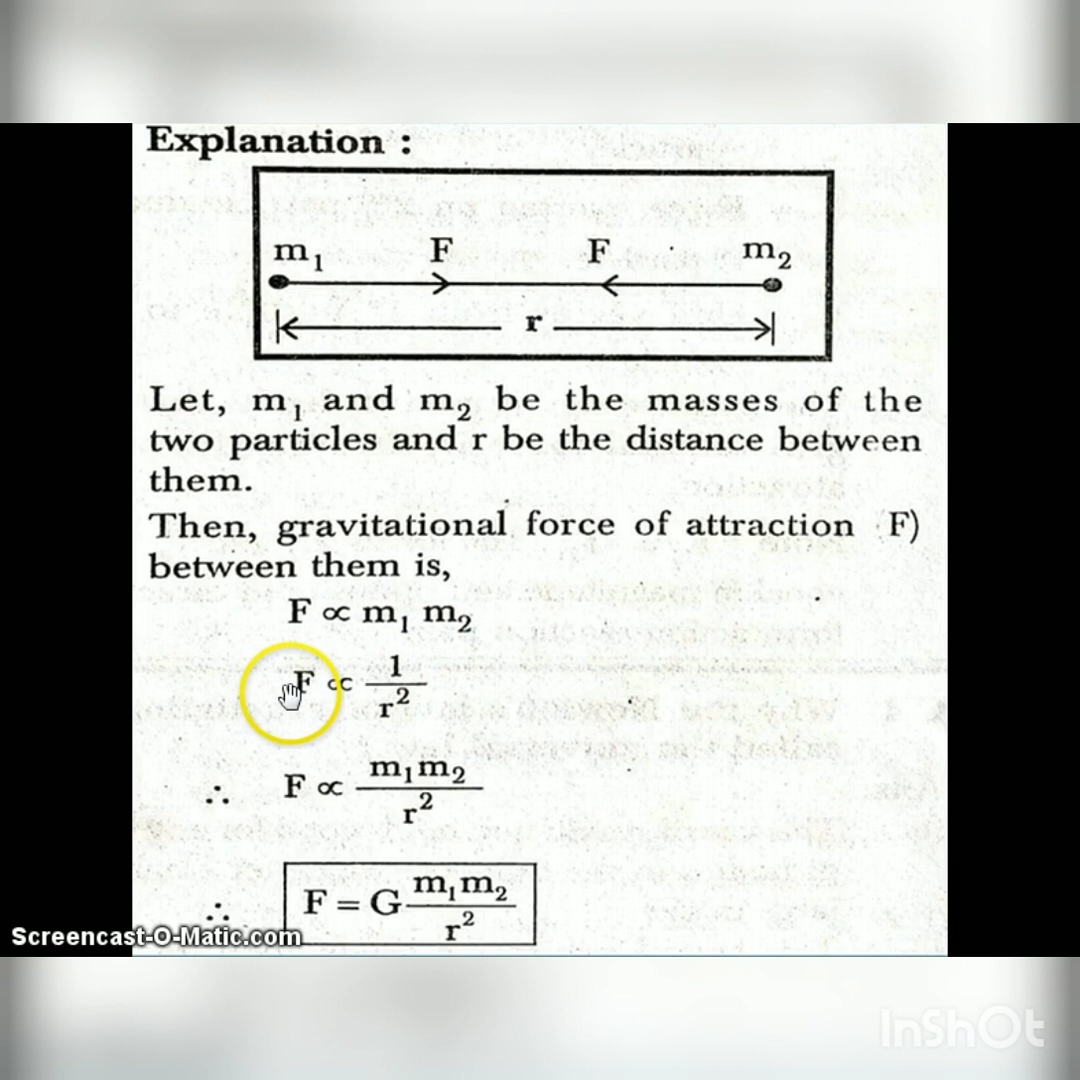 Explanation :
m₁ F F m₂
r
Let, m₁ and m₂ be the masses of the
two particles and r be the distance between
them.
Then, gravitational force of attraction F)
between them is,
F ∝ m₁ m₂
F ∝ 1/r²
∴ F ∝ m₁m₂/r²
∴ F = G m₁m₂/r²
Screencast-O-Matic.com
InShOt